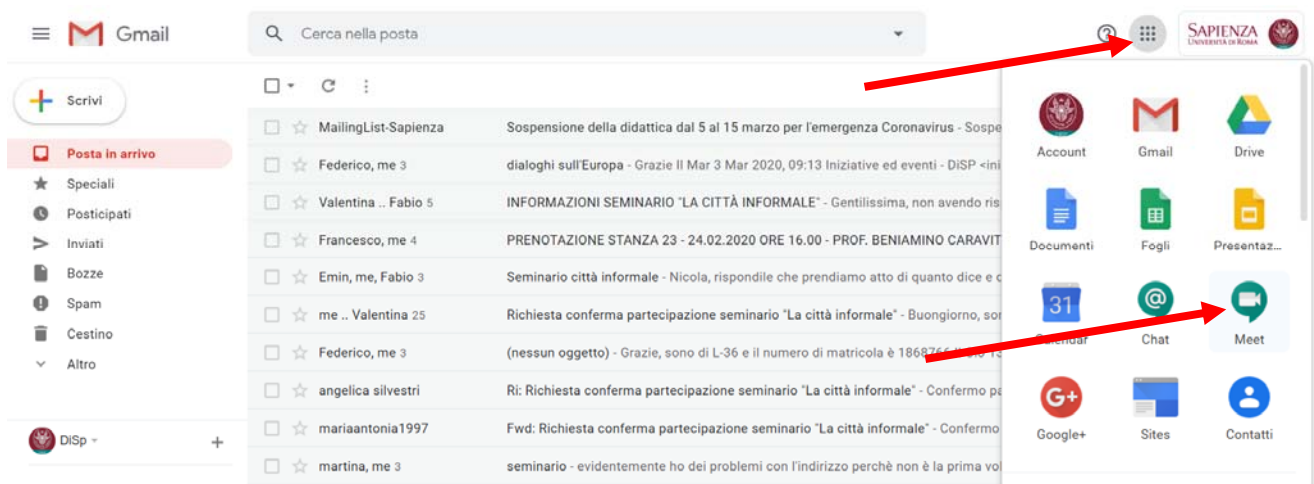 Gmail
Cerca nella posta
SAPIENZA
UNIVERSITÀ DI ROMA
Scrivi
Posta in arrivo
Speciali
Posticipati
Inviati
Bozze
Spam
Cestino
Altro
DiSp
MailingList-Sapienza Sospensione della didattica dal 5 al 15 marzo per l'emergenza Coronavirus - Sospe
Federico, me 3 dialoghi sull'Europa - Grazie Il Mar 3 Mar 2020, 09:13 Iniziative ed eventi - DiSP <ini
Valentina .. Fabio 5 INFORMAZIONI SEMINARIO "LA CITTÀ INFORMALE" - Gentilissima, non avendo ris
Francesco, me 4 PRENOTAZIONE STANZA 23 - 24.02.2020 ORE 16.00 - PROF. BENIAMINO CARAVIT
Emin, me, Fabio 3 Seminario città informale - Nicola, rispondile che prendiamo atto di quanto dice e c
me .. Valentina 25 Richiesta conferma partecipazione seminario "La città informale" - Buongiorno, sor
Federico, me 3 (nessun oggetto) - Grazie, sono di L-36 e il numero di matricola è 1868766
angelica silvestri Ri: Richiesta conferma partecipazione seminario "La città informale" - Confermo pa
mariaantonia1997 Fwd: Richiesta conferma partecipazione seminario "La città informale" - Confermo
martina, me 3 seminario - evidentemente ho dei problemi con l'indirizzo perchè non è la prima vol
Account Gmail Drive
Documenti Fogli Presentaz...
31
Calendar Chat Meet
G+
Google+ Sites Contatti